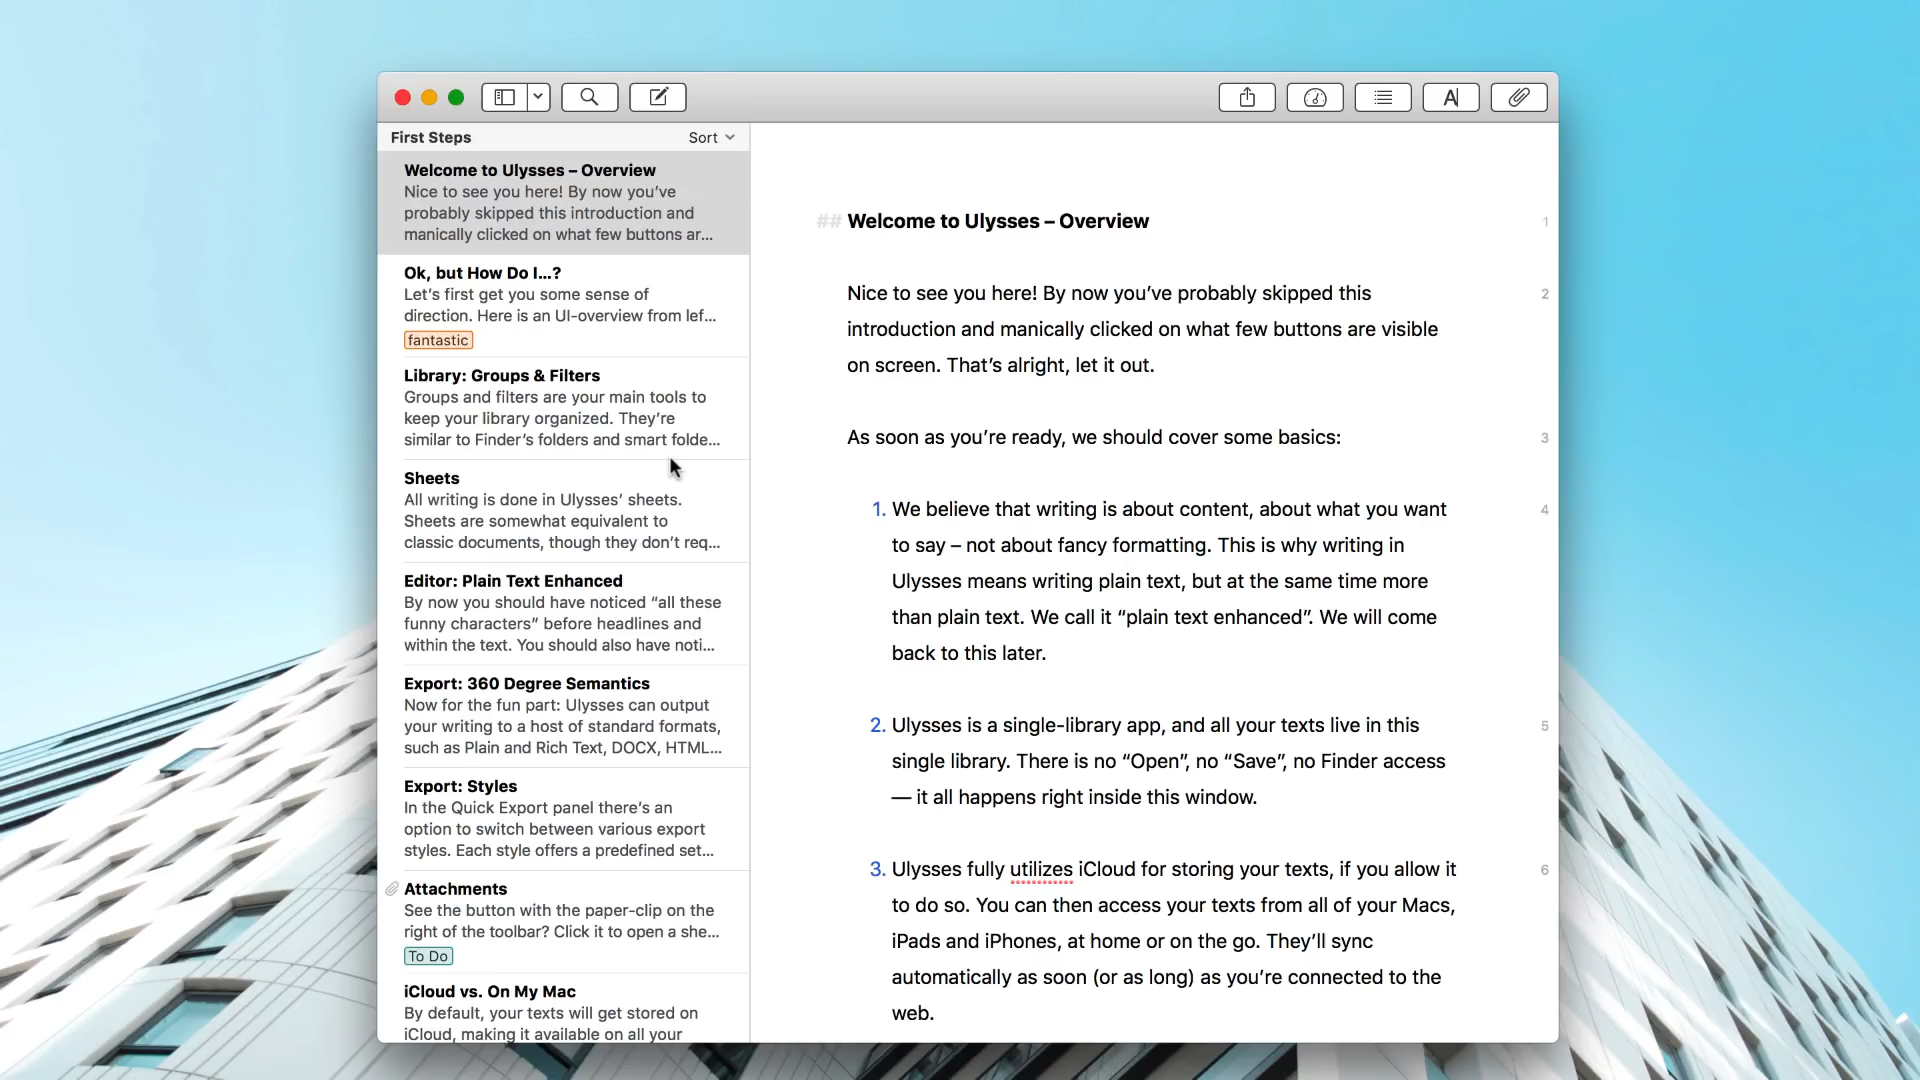 First Steps
Sort
Welcome to Ulysses – Overview
Nice to see you here! By now you’ve
probably skipped this introduction and
manically clicked on what few buttons ar...
Ok, but How Do I...?
Let’s first get you some sense of
direction. Here is an UI-overview from lef...
fantastic
Library: Groups & Filters
Groups and filters are your main tools to
keep your library organized. They’re
similar to Finder’s folders and smart folde...
Sheets
All writing is done in Ulysses’ sheets.
Sheets are somewhat equivalent to
classic documents, though they don’t req...
Editor: Plain Text Enhanced
By now you should have noticed “all these
funny characters” before headlines and
within the text. You should also have noti...
Export: 360 Degree Semantics
Now for the fun part: Ulysses can output
your writing to a host of standard formats,
such as Plain and Rich Text, DOCX, HTML...
Export: Styles
In the Quick Export panel there’s an
option to switch between various export
styles. Each style offers a predefined set...
Attachments
See the button with the paper-clip on the
right of the toolbar? Click it to open a she...
To Do
iCloud vs. On My Mac
By default, your texts will get stored on
iCloud, making it available on all your
## Welcome to Ulysses – Overview 1
Nice to see you here! By now you’ve probably skipped this 2
introduction and manically clicked on what few buttons are visible
on screen. That’s alright, let it out.
As soon as you’re ready, we should cover some basics: 3
1. We believe that writing is about content, about what you want 4
to say – not about fancy formatting. This is why writing in
Ulysses means writing plain text, but at the same time more
than plain text. We call it “plain text enhanced”. We will come
back to this later.
2. Ulysses is a single-library app, and all your texts live in this 5
single library. There is no “Open”, no “Save”, no Finder access
— it all happens right inside this window.
3. Ulysses fully utilizes iCloud for storing your texts, if you allow it 6
to do so. You can then access your texts from all of your Macs,
iPads and iPhones, at home or on the go. They’ll sync
automatically as soon (or as long) as you’re connected to the
web.